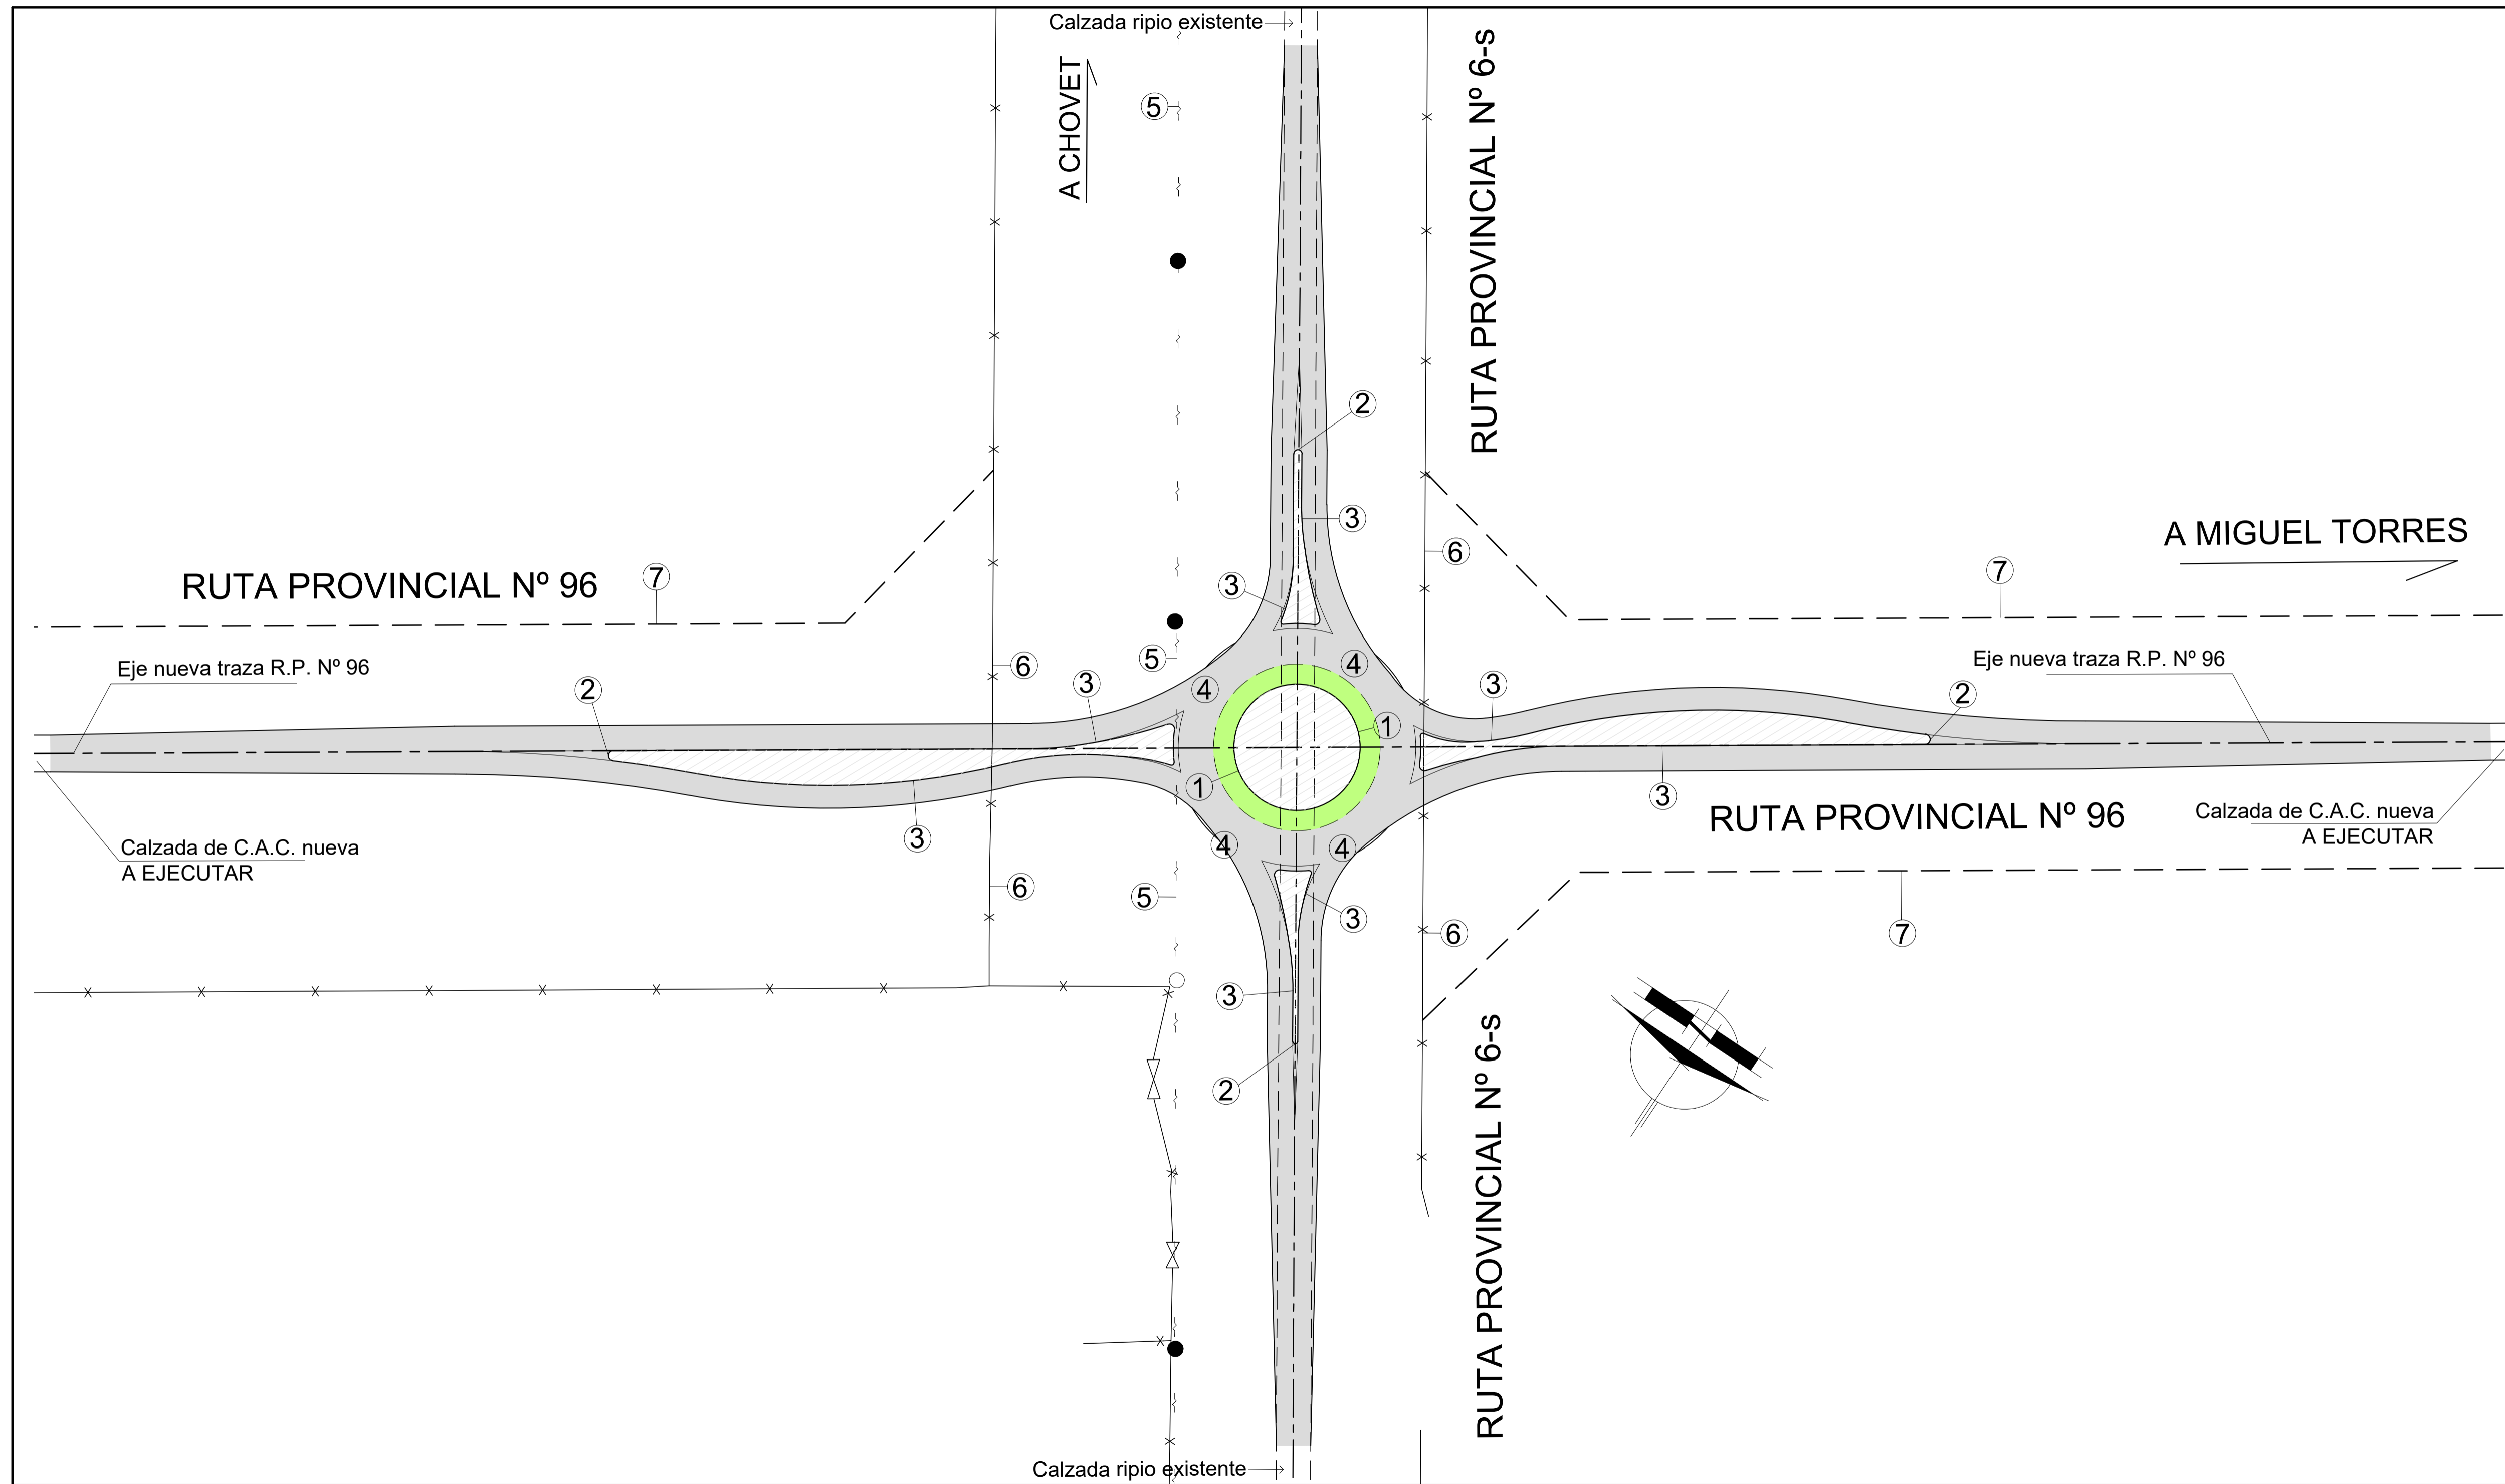 Calzada ripio existente
A CHOVET
RUTA PROVINCIAL Nº 6-s
5
2
3
6
A MIGUEL TORRES
RUTA PROVINCIAL Nº 96
7
7
3
Eje nueva traza R.P. Nº 96
5
6
4
4
Eje nueva traza R.P. Nº 96
2
3
3
2
1
1
3
RUTA PROVINCIAL Nº 96
Calzada de C.A.C. nueva
A EJECUTAR
Calzada de C.A.C. nueva
A EJECUTAR
3
4
4
6
5
3
6
7
3
2
RUTA PROVINCIAL Nº 6-s
Calzada ripio existente